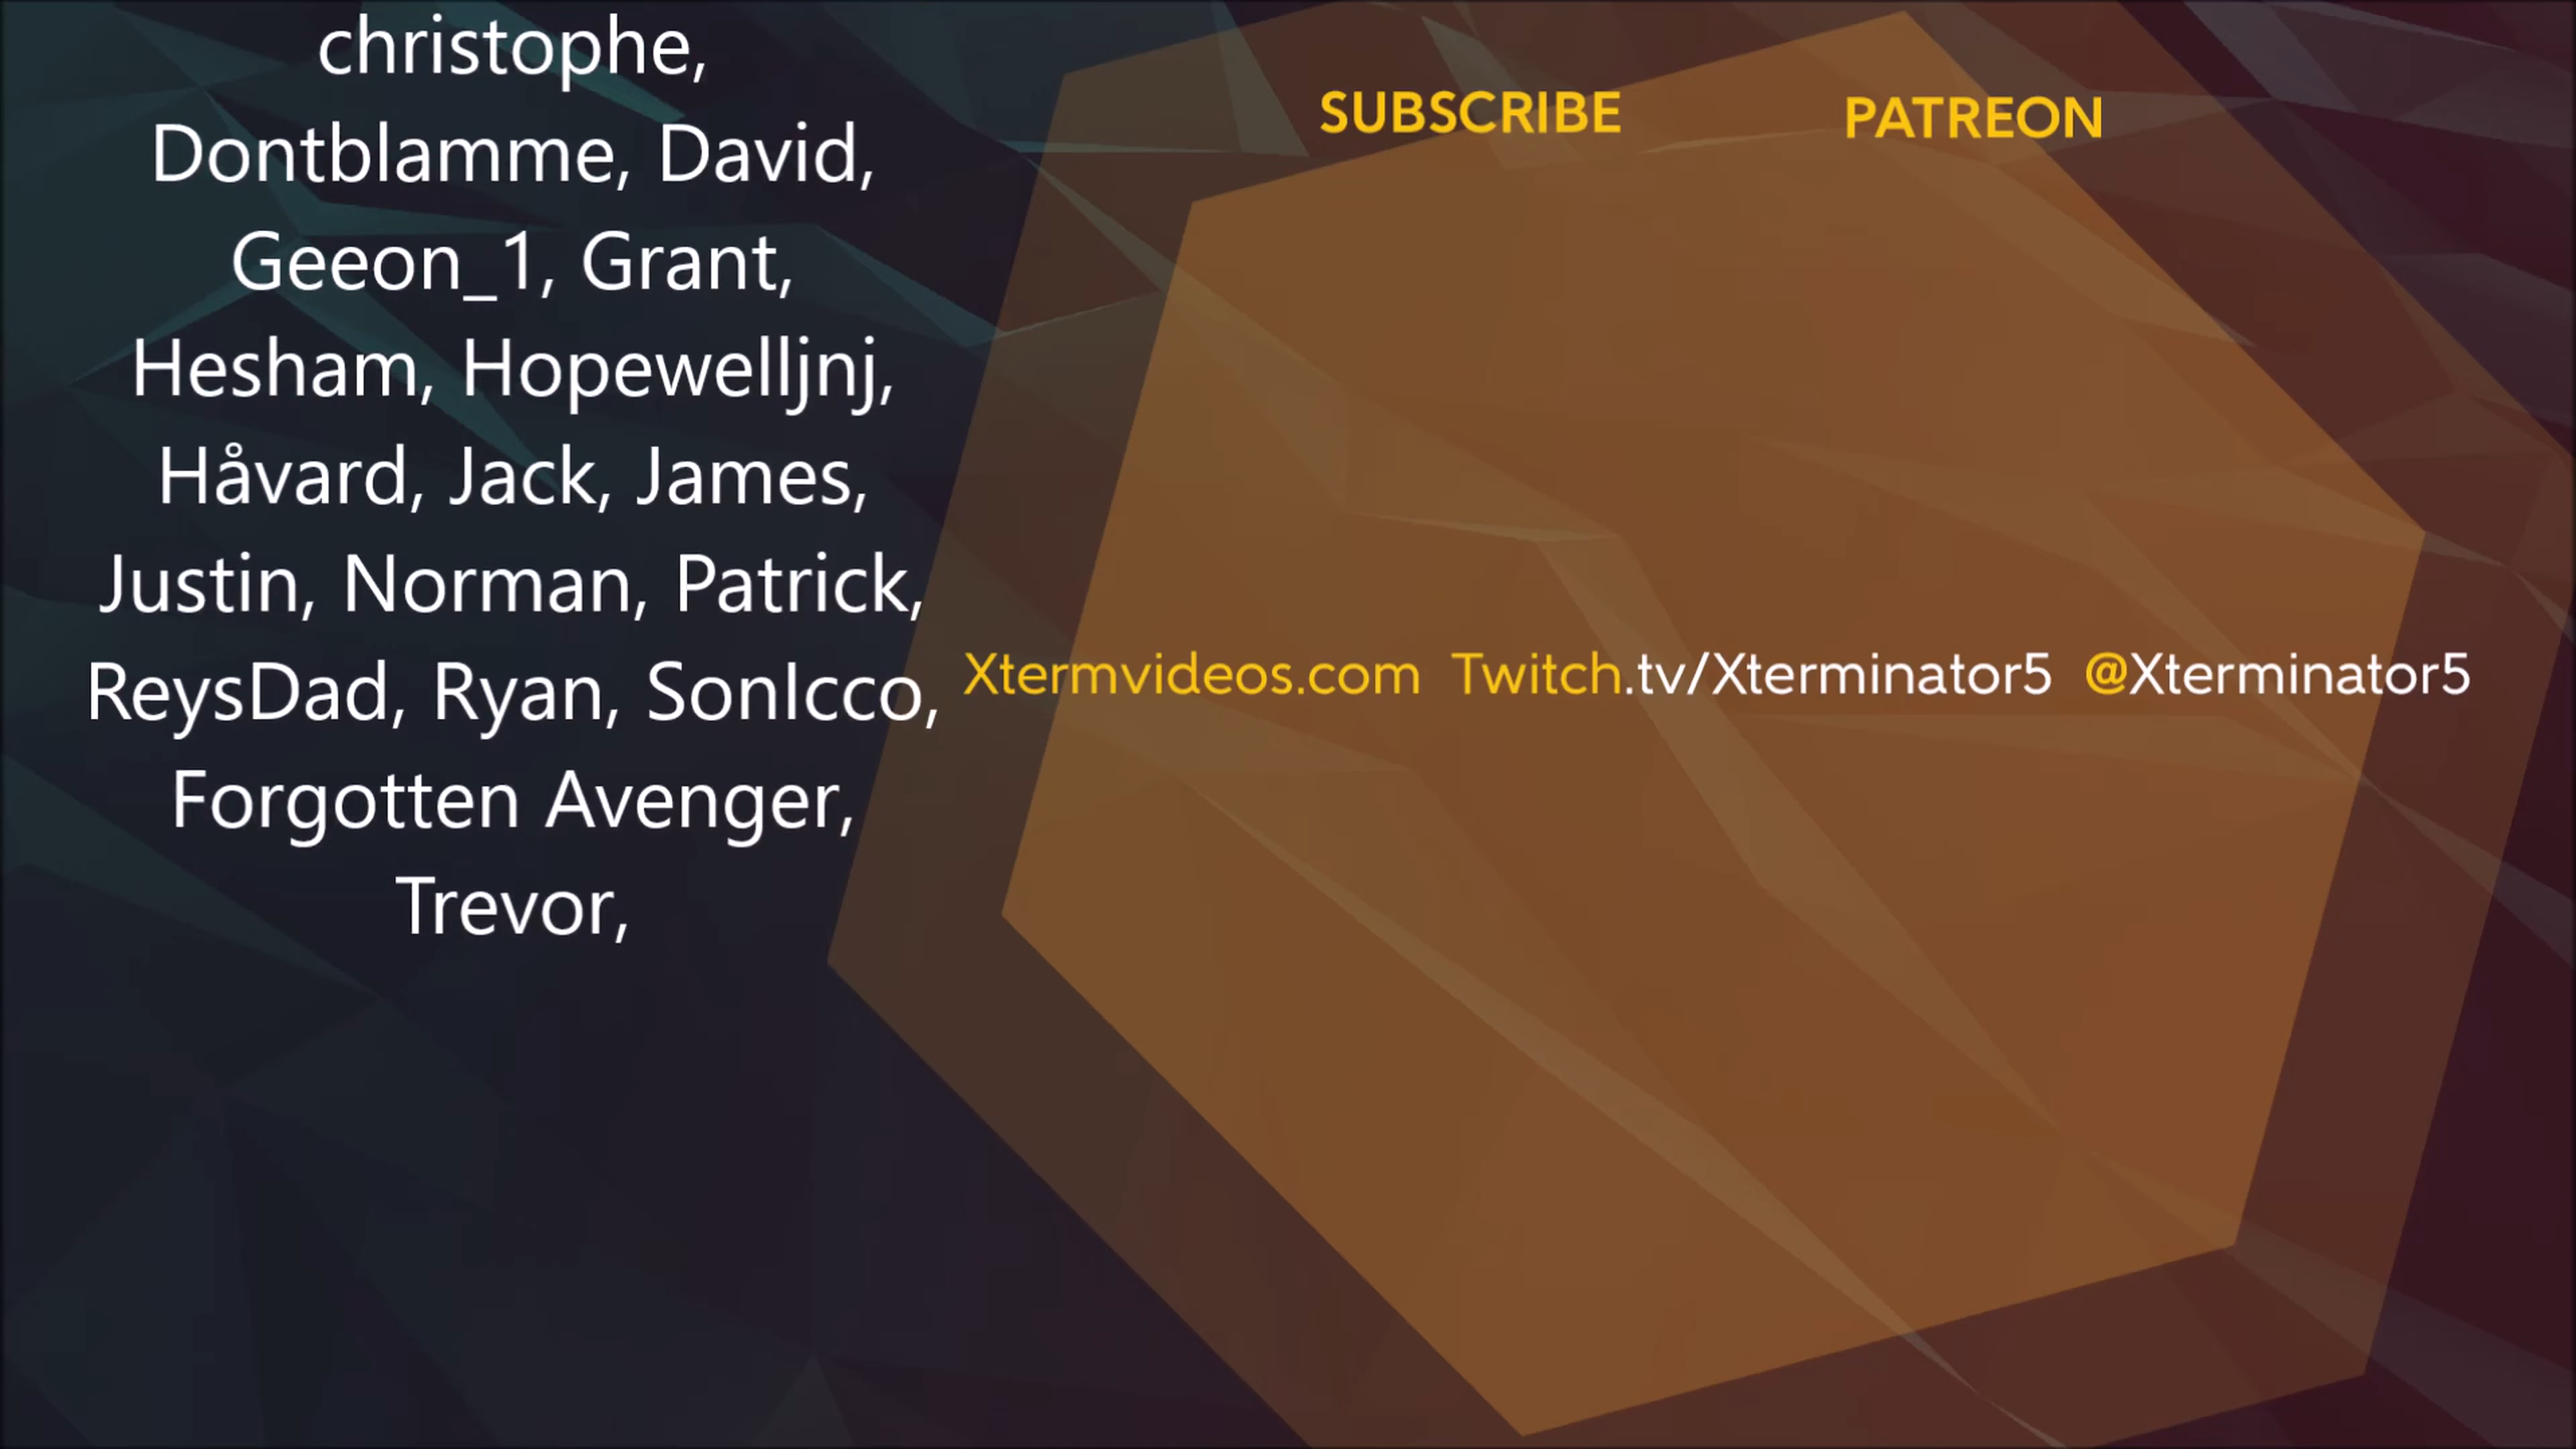 christophe,
Dontblamme, David,
Geeon_1, Grant,
Hesham, Hopewelljnj,
Håvard, Jack, James,
Justin, Norman, Patrick,
ReysDad, Ryan, SonIcco,
Forgotten Avenger,
Trevor,
SUBSCRIBE
PATREON
Xtermvideos.com Twitch.tv/Xterminator5 @Xterminator5